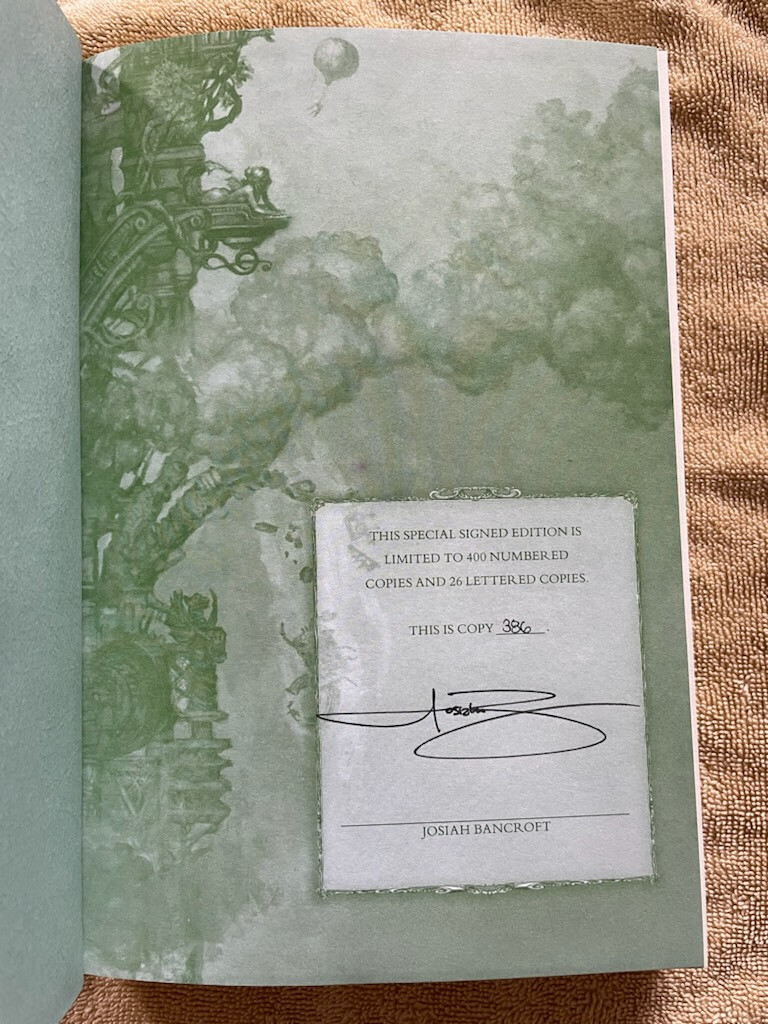 THIS SPECIAL SIGNED EDITION IS
LIMITED TO 400 NUMBERED
COPIES AND 26 LETTERED COPIES.
THIS IS COPY 386.
Josiah B
JOSIAH BANCROFT